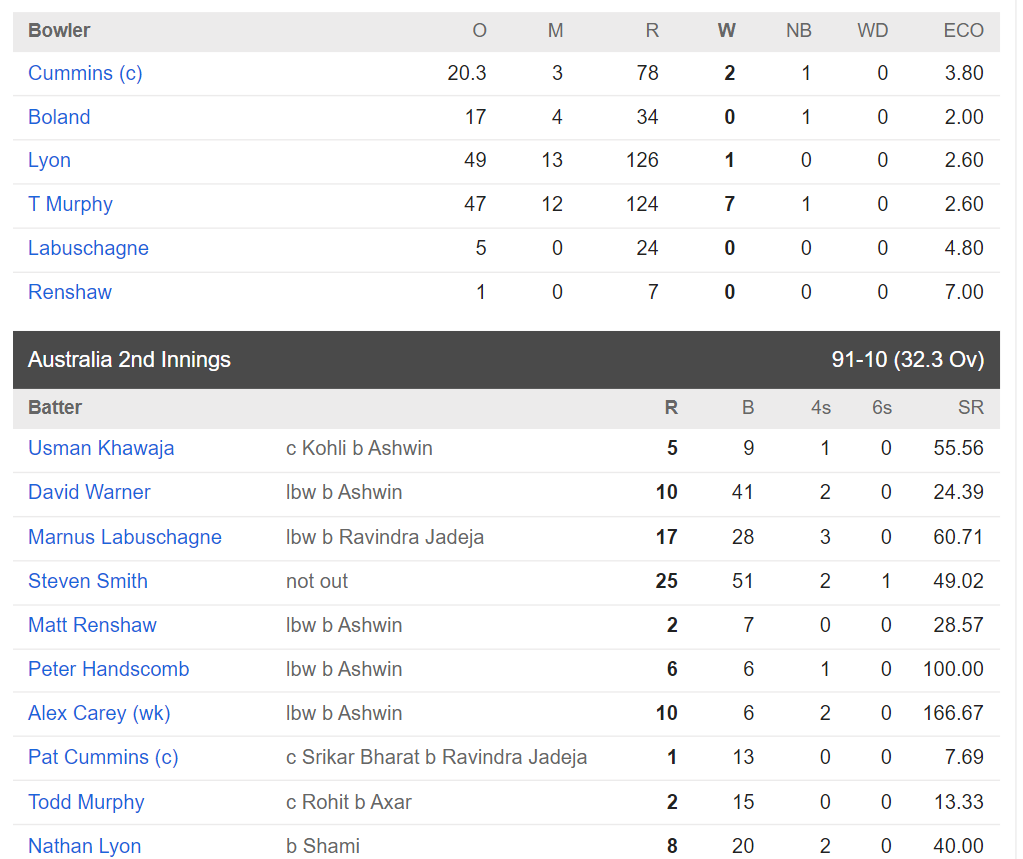 Bowler O M R W NB WD ECO
Cummins (c) 20.3 3 78 2 1 0 3.80
Boland 17 4 34 0 1 0 2.00
Lyon 49 13 126 1 0 0 2.60
T Murphy 47 12 124 7 1 0 2.60
Labuschagne 5 0 24 0 0 0 4.80
Renshaw 1 0 7 0 0 0 7.00
Australia 2nd Innings 91-10 (32.3 Ov)
Batter R B 4s 6s SR
Usman Khawaja c Kohli b Ashwin 5 9 1 0 55.56
David Warner lbw b Ashwin 10 41 2 0 24.39
Marnus Labuschagne lbw b Ravindra Jadeja 17 28 3 0 60.71
Steven Smith not out 25 51 2 1 49.02
Matt Renshaw lbw b Ashwin 2 7 0 0 28.57
Peter Handscomb lbw b Ashwin 6 6 1 0 100.00
Alex Carey (wk) lbw b Ashwin 10 6 2 0 166.67
Pat Cummins (c) c Srikar Bharat b Ravindra Jadeja 1 13 0 0 7.69
Todd Murphy c Rohit b Axar 2 15 0 0 13.33
Nathan Lyon b Shami 8 20 2 0 40.00